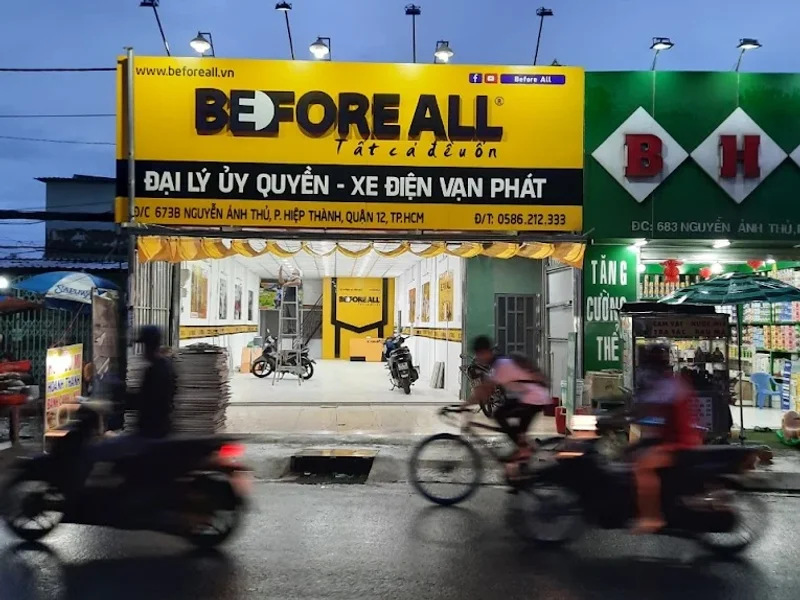 www.beforeall.vn
Before All
BEFORE ALL®
Tất cả đều ổn
ĐẠI LÝ ỦY QUYỀN - XE ĐIỆN VẠN PHÁT
Đ/C 673B NGUYỄN ẢNH THỦ, P. HIỆP THÀNH, QUẬN 12, TP.HCM
Đ/T: 0586.212.333
BEFORE ALL
B H
ĐC: 683 NGUYỄN ẢNH THỦ,
TĂNG
CƯỜNG
THỂ